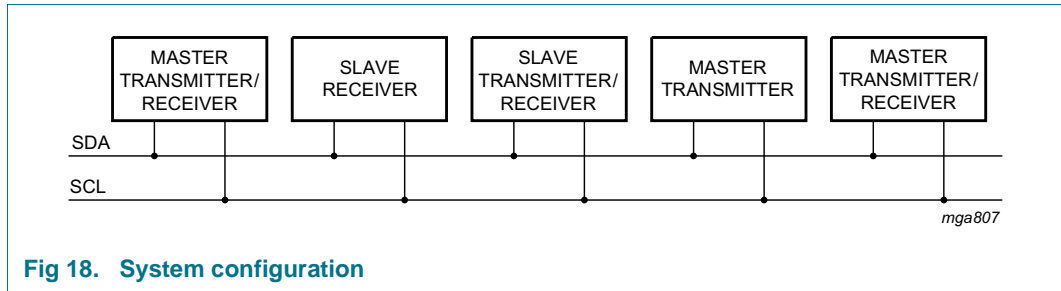 MASTER
TRANSMITTER/
RECEIVER
SLAVE
RECEIVER
SLAVE
TRANSMITTER/
RECEIVER
MASTER
TRANSMITTER
MASTER
TRANSMITTER/
RECEIVER
SDA
SCL
mga807
Fig 18. System configuration